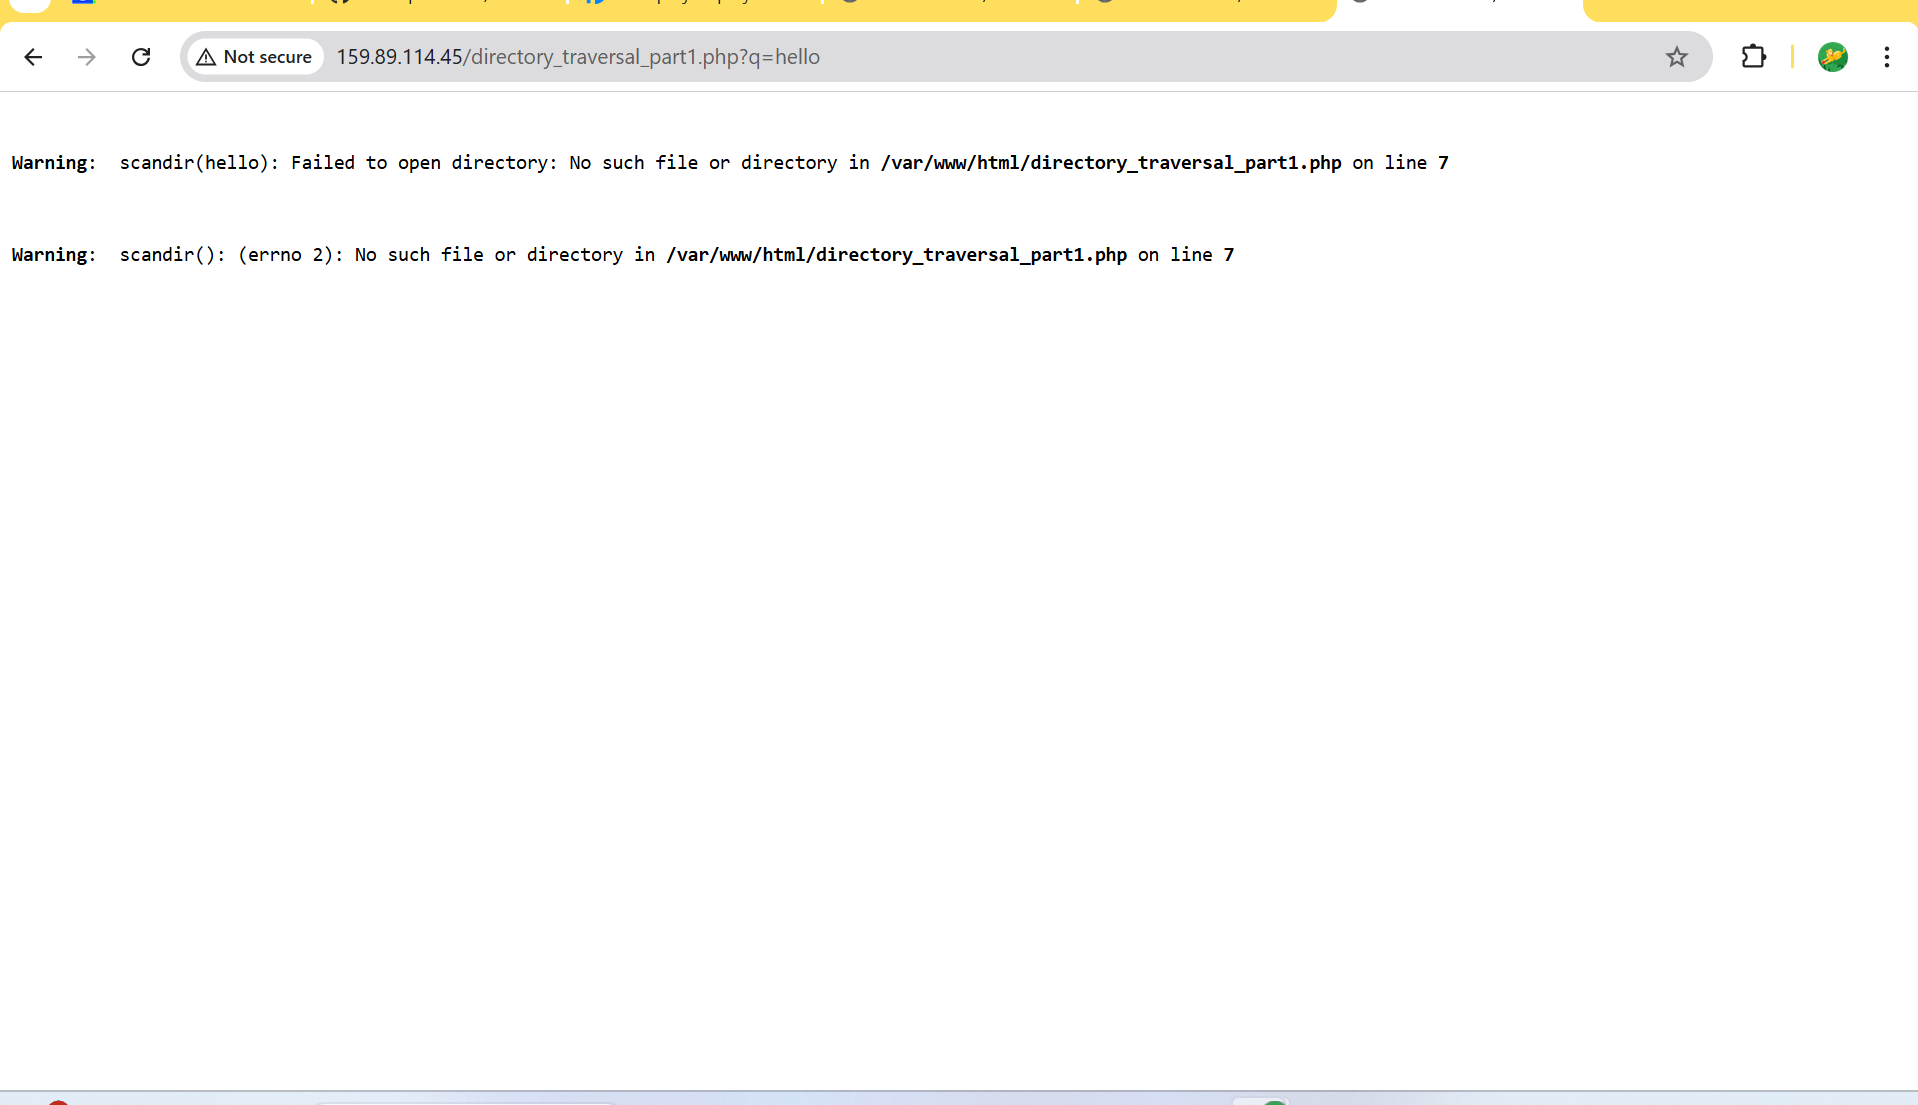 Not secure 159.89.114.45/directory_traversal_part1.php?q=hello
Warning:  scandir(hello): Failed to open directory: No such file or directory in /var/www/html/directory_traversal_part1.php on line 7
Warning:  scandir(): (errno 2): No such file or directory in /var/www/html/directory_traversal_part1.php on line 7